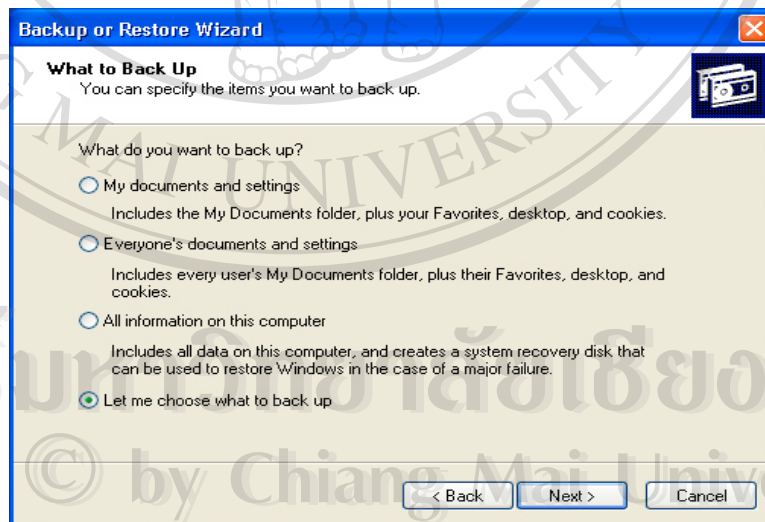 Backup or Restore Wizard
What to Back Up
You can specify the items you want to back up.
What do you want to back up?
My documents and settings
Includes the My Documents folder, plus your Favorites, desktop, and cookies.
Everyone's documents and settings
Includes every user's My Documents folder, plus their Favorites, desktop, and
cookies.
All information on this computer
Includes all data on this computer, and creates a system recovery disk that
can be used to restore Windows in the case of a major failure.
Let me choose what to back up
< Back
Next >
Cancel
MAI UNIVERSITY
© by Chiang Mai